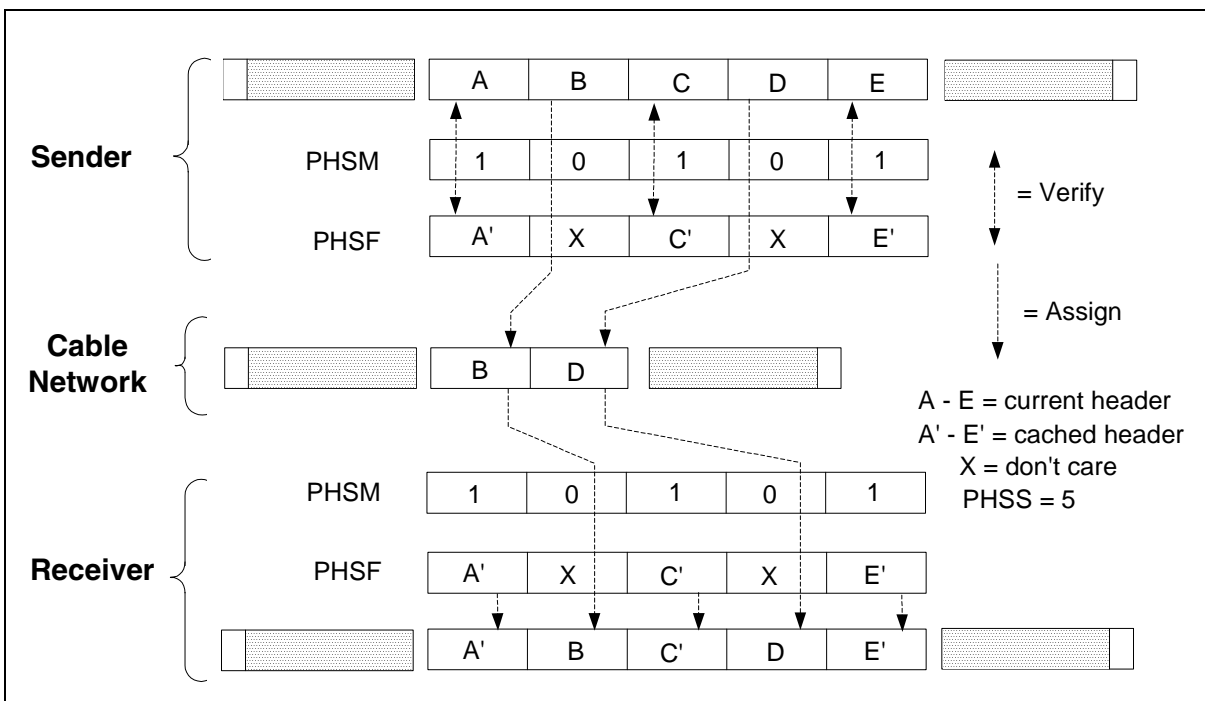 Sender
A B C D E
PHSM 1 0 1 0 1
PHSF A' X C' X E'
= Verify
= Assign
Cable
Network
B D
A - E = current header
A' - E' = cached header
X = don't care
PHSS = 5
Receiver
PHSM 1 0 1 0 1
PHSF A' X C' X E'
A' B C' D E'